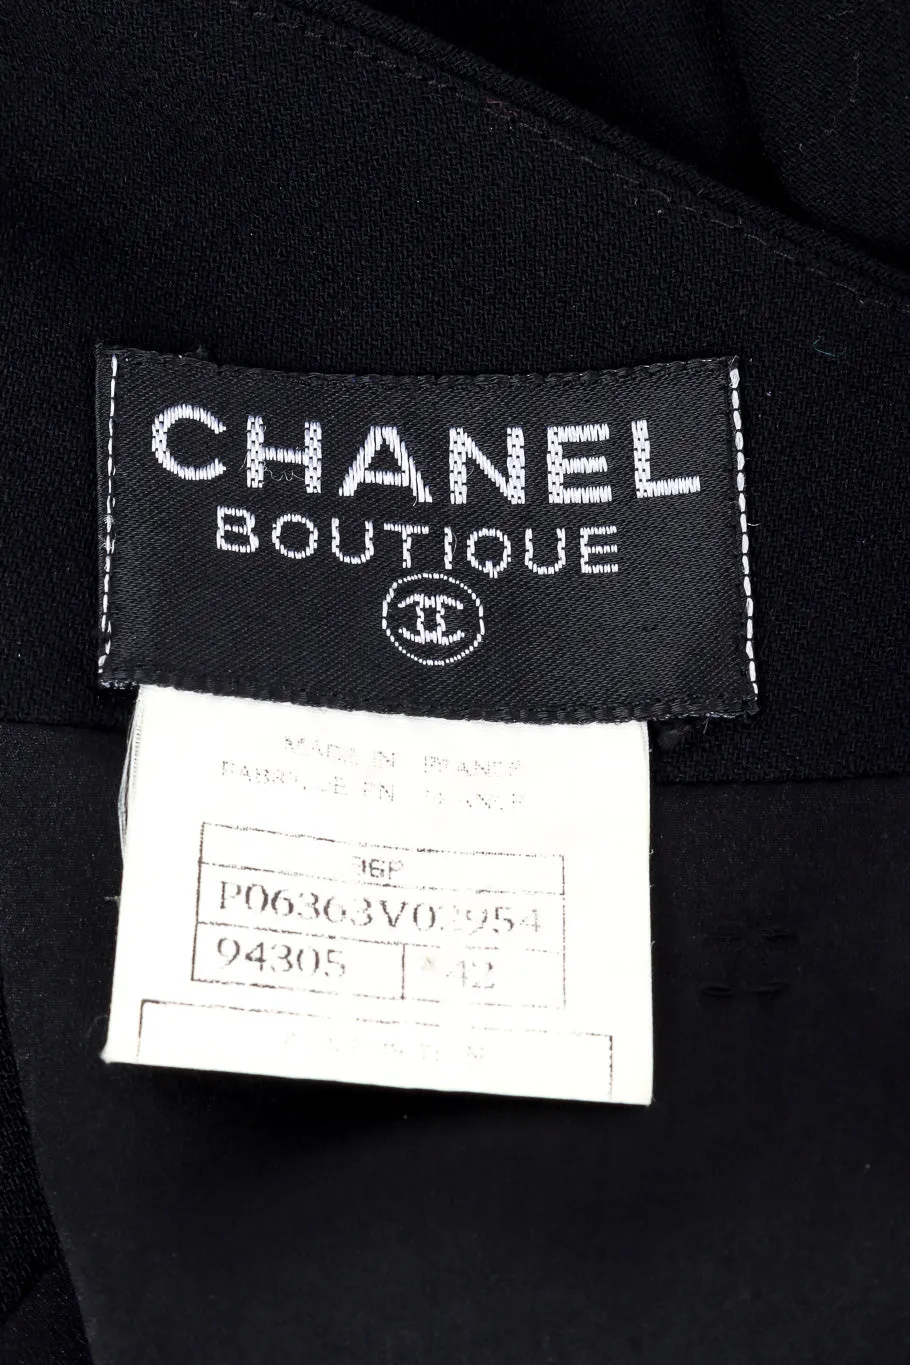 CHANEL
BOUTIQUE
MADE IN FRANCE
FABRIQUE EN FRANCE
96P
P06363V02954
94305 42